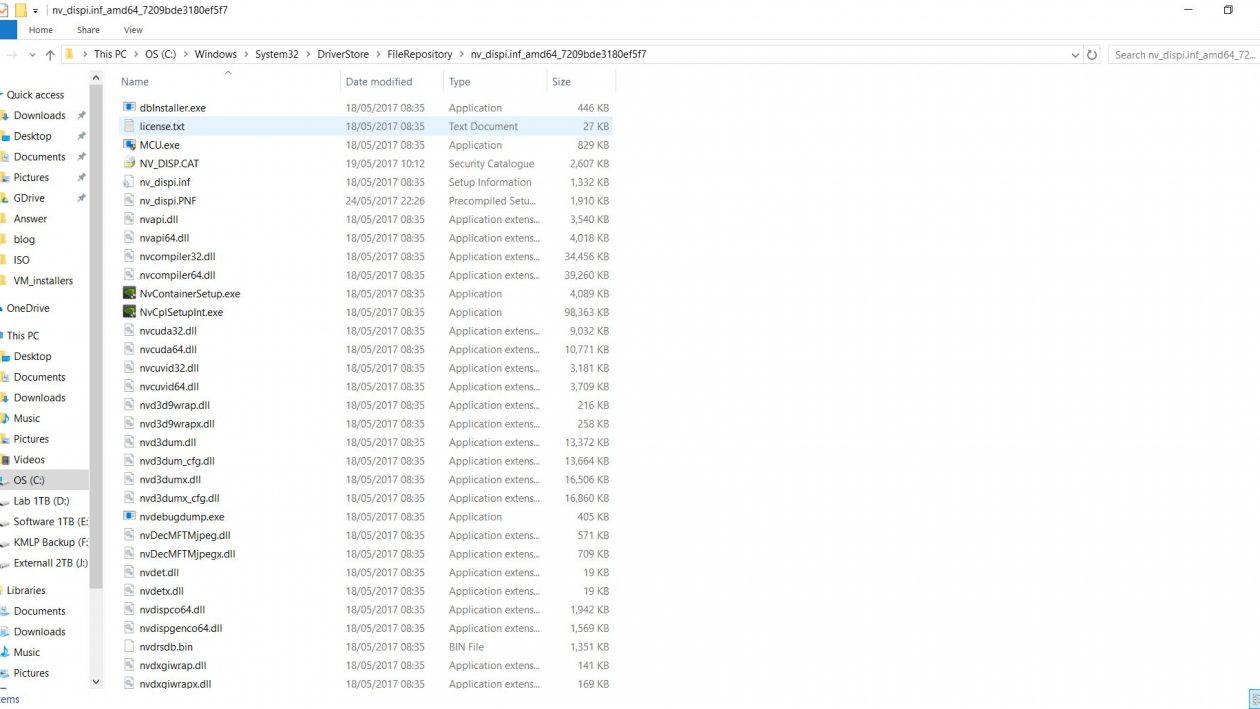 nv_dispi.inf_amd64_7209bde3180ef5f7
Home Share View
This PC > OS (C:) > Windows > System32 > DriverStore > FileRepository > nv_dispi.inf_amd64_7209bde3180ef5f7
Search nv_dispi.inf_amd64_72...
Quick access
Downloads
Desktop
Documents
Pictures
GDrive
Answer
blog
ISO
VM_installers
OneDrive
This PC
Desktop
Documents
Downloads
Music
Pictures
Videos
OS (C:)
Lab 1TB (D:)
Software 1TB (E:
KMLP Backup (F:
Externall 2TB (J:)
Libraries
Documents
Downloads
Music
Pictures
ems
Name Date modified Type Size
dbInstaller.exe 18/05/2017 08:35 Application 446 KB
license.txt 18/05/2017 08:35 Text Document 27 KB
MCU.exe 18/05/2017 08:35 Application 829 KB
NV_DISP.CAT 19/05/2017 10:12 Security Catalogue 2,607 KB
nv_dispi.inf 18/05/2017 08:35 Setup Information 1,332 KB
nv_dispi.PNF 24/05/2017 22:26 Precompiled Setu... 1,910 KB
nvapi.dll 18/05/2017 08:35 Application extens... 3,540 KB
nvapi64.dll 18/05/2017 08:35 Application extens... 4,018 KB
nvcompiler32.dll 18/05/2017 08:35 Application extens... 34,456 KB
nvcompiler64.dll 18/05/2017 08:35 Application extens... 39,260 KB
NvContainerSetup.exe 18/05/2017 08:35 Application 4,089 KB
NvCplSetupInt.exe 18/05/2017 08:35 Application 98,363 KB
nvcuda32.dll 18/05/2017 08:35 Application extens... 9,032 KB
nvcuda64.dll 18/05/2017 08:35 Application extens... 10,771 KB
nvcuvid32.dll 18/05/2017 08:35 Application extens... 3,181 KB
nvcuvid64.dll 18/05/2017 08:35 Application extens... 3,709 KB
nvd3d9wrap.dll 18/05/2017 08:35 Application extens... 216 KB
nvd3d9wrapx.dll 18/05/2017 08:35 Application extens... 258 KB
nvd3dum.dll 18/05/2017 08:35 Application extens... 13,372 KB
nvd3dum_cfg.dll 18/05/2017 08:35 Application extens... 13,664 KB
nvd3dumx.dll 18/05/2017 08:35 Application extens... 16,506 KB
nvd3dumx_cfg.dll 18/05/2017 08:35 Application extens... 16,860 KB
nvdebugdump.exe 18/05/2017 08:35 Application 405 KB
nvDecMFTMjpeg.dll 18/05/2017 08:35 Application extens... 571 KB
nvDecMFTMjpegx.dll 18/05/2017 08:35 Application extens... 709 KB
nvdet.dll 18/05/2017 08:35 Application extens... 19 KB
nvdetx.dll 18/05/2017 08:35 Application extens... 19 KB
nvdispco64.dll 18/05/2017 08:35 Application extens... 1,942 KB
nvdispgenco64.dll 18/05/2017 08:35 Application extens... 1,569 KB
nvdrsdb.bin 18/05/2017 08:35 BIN File 1,351 KB
nvdxgiwrap.dll 18/05/2017 08:35 Application extens... 141 KB
nvdxgiwrapx.dll 18/05/2017 08:35 Application extens... 169 KB